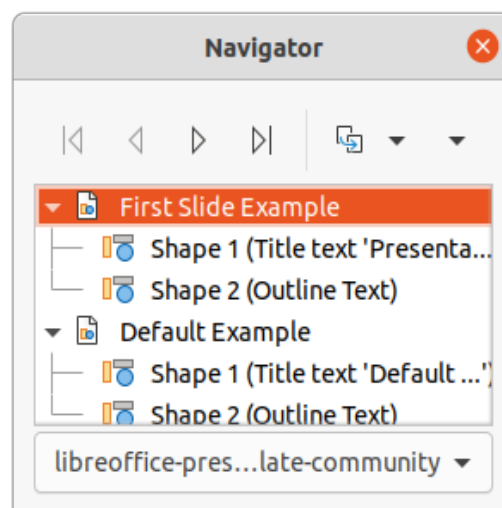 Navigator
First Slide Example
Shape 1 (Title text 'Presenta...
Shape 2 (Outline Text)
Default Example
Shape 1 (Title text 'Default ...')
Shape 2 (Outline Text)
libreoffice-pres...late-community